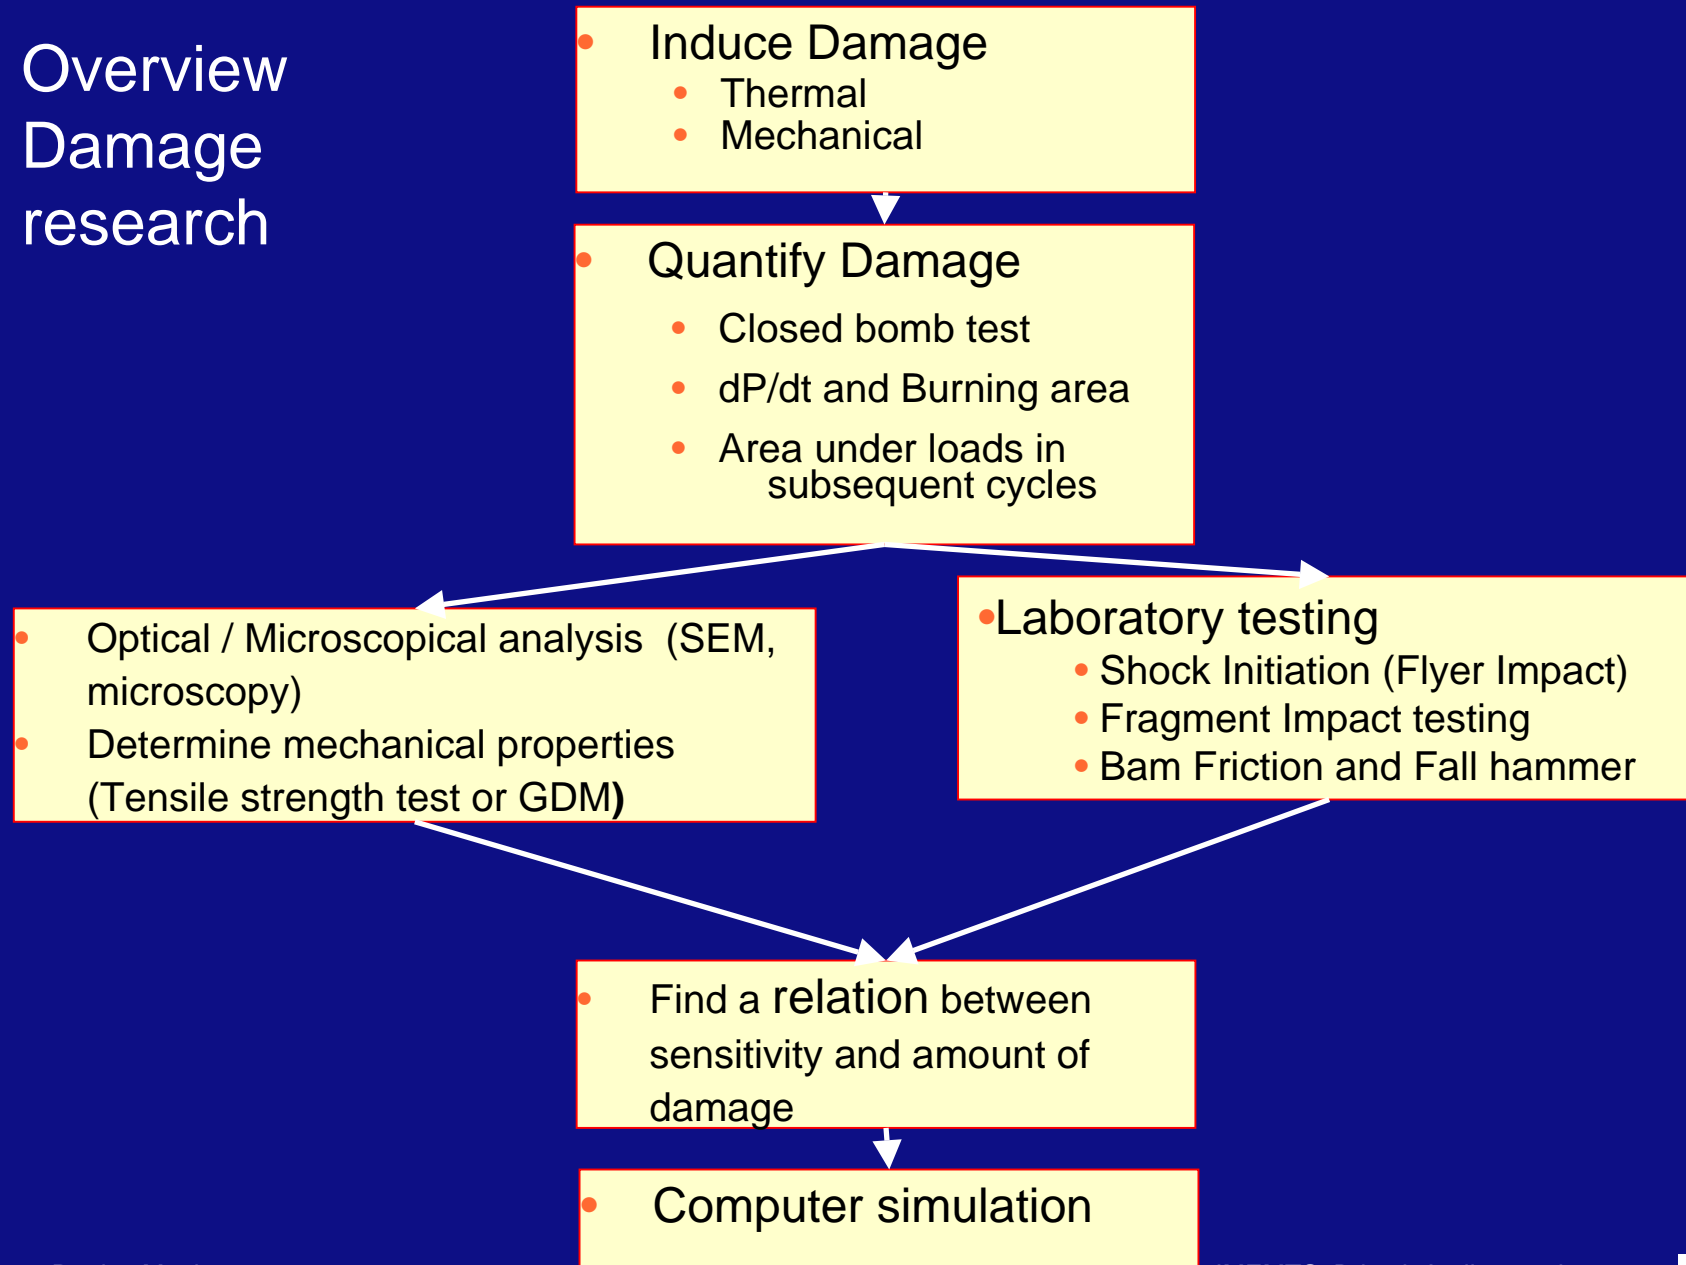 Overview
Damage
research
• Induce Damage
• Thermal
• Mechanical
• Quantify Damage
• Closed bomb test
• dP/dt and Burning area
• Area under loads in
subsequent cycles
• Optical / Microscopical analysis (SEM,
microscopy)
• Determine mechanical properties
(Tensile strength test or GDM)
•Laboratory testing
• Shock Initiation (Flyer Impact)
• Fragment Impact testing
• Bam Friction and Fall hammer
• Find a relation between
sensitivity and amount of
damage
• Computer simulation